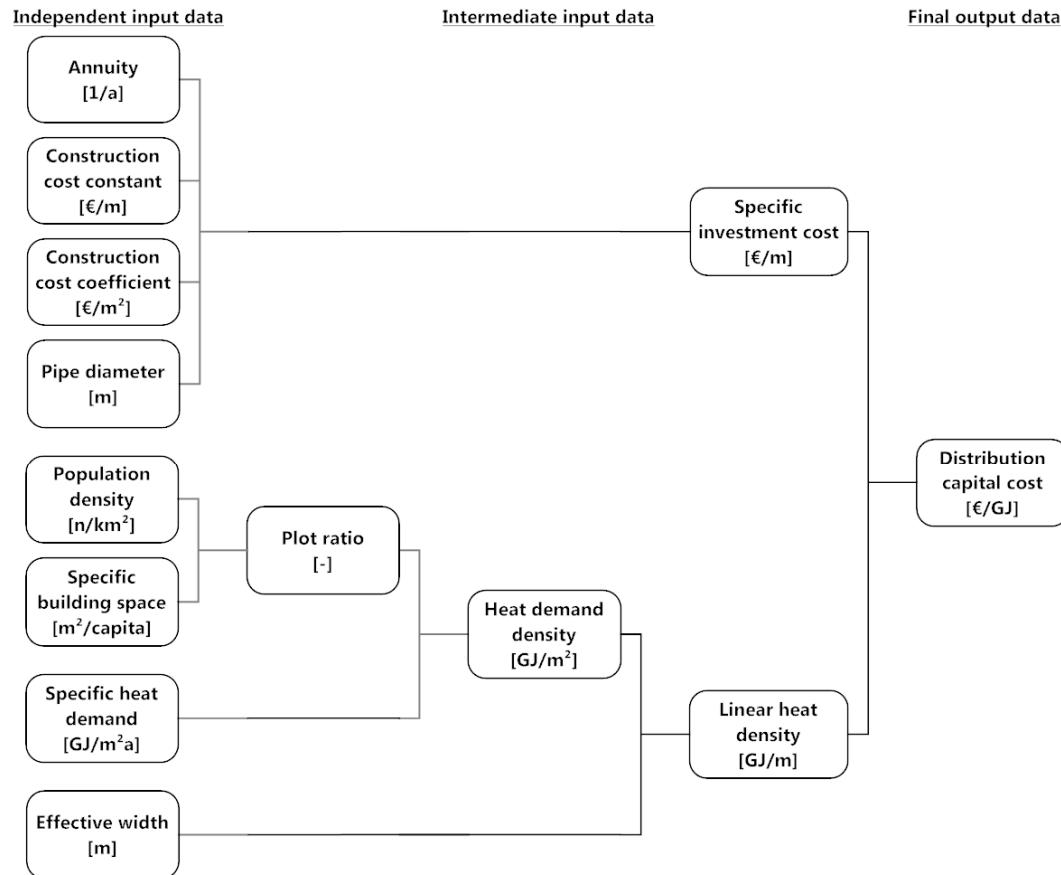 Independent input data
Intermediate input data
Final output data
Annuity
[1/a]
Construction
cost constant
[€/m]
Construction
cost coefficient
[€/m²]
Pipe diameter
[m]
Specific
investment cost
[€/m]
Population
density
[n/km²]
Specific
building space
[m²/capita]
Plot ratio
[-]
Specific heat
demand
[GJ/m²a]
Heat demand
density
[GJ/m²]
Effective width
[m]
Linear heat
density
[GJ/m]
Distribution
capital cost
[€/GJ]